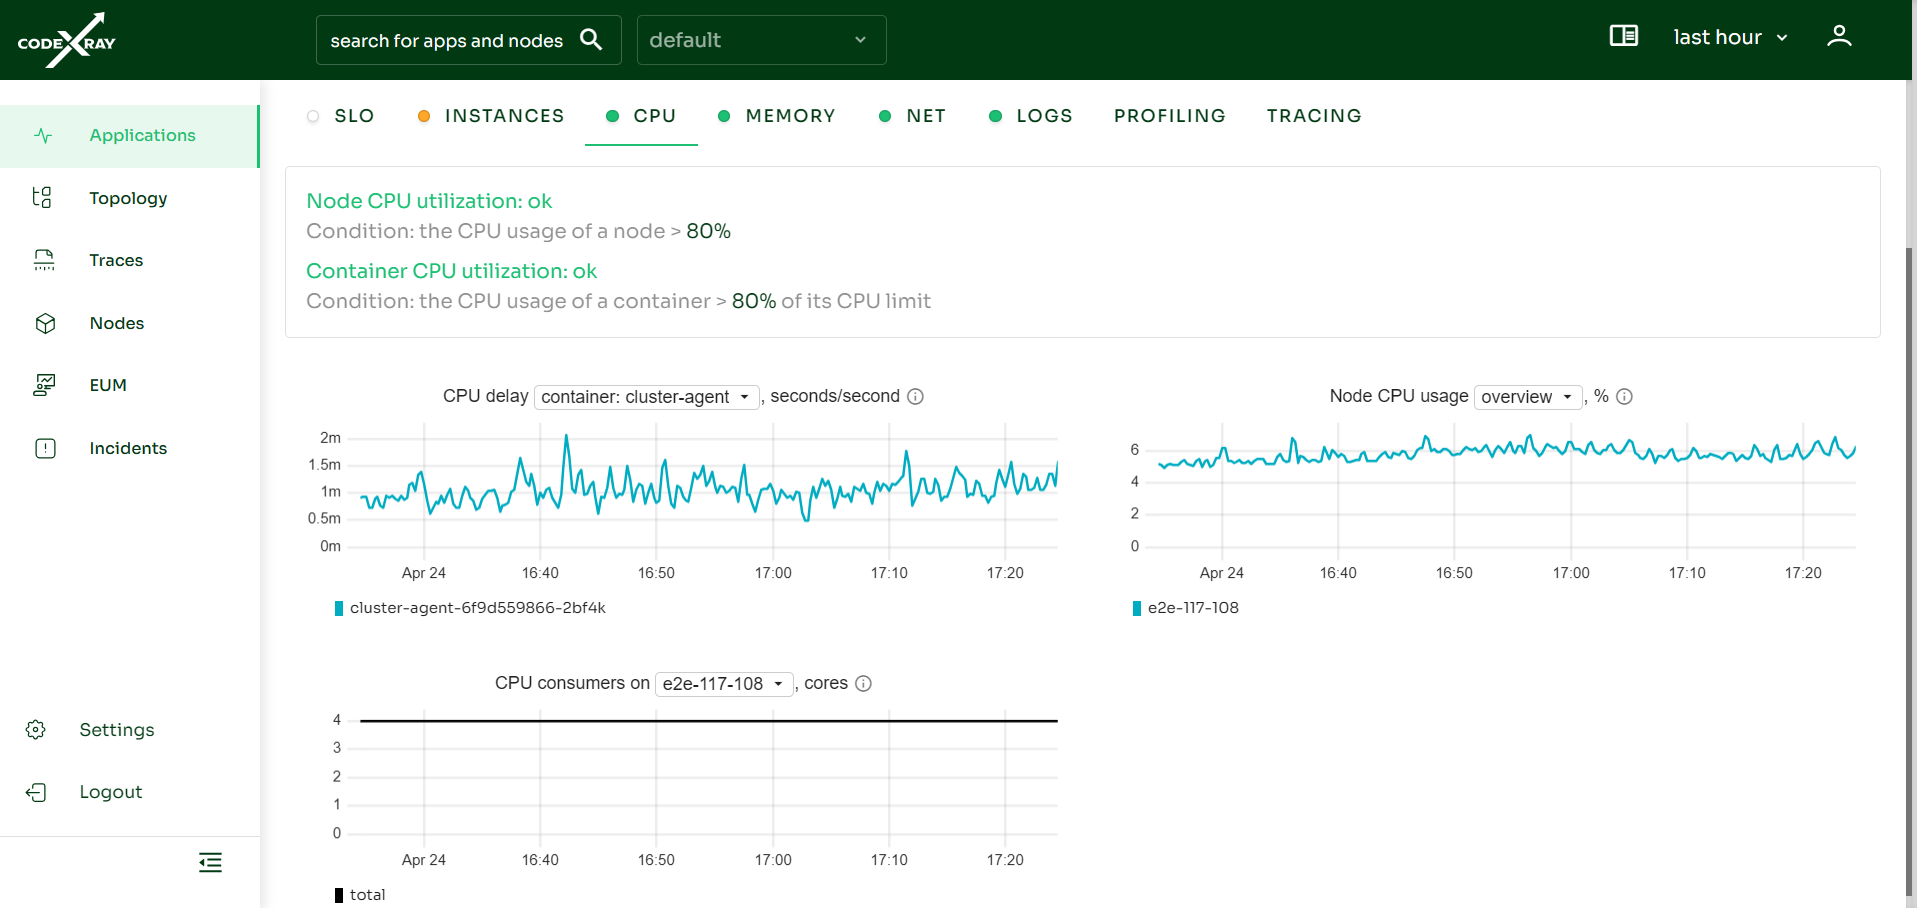 CODE XRAY
search for apps and nodes
default
last hour
Applications
Topology
Traces
Nodes
EUM
Incidents
Settings
Logout
SLO
INSTANCES
CPU
MEMORY
NET
LOGS
PROFILING
TRACING
Node CPU utilization: ok
Condition: the CPU usage of a node > 80%
Container CPU utilization: ok
Condition: the CPU usage of a container > 80% of its CPU limit
CPU delay container: cluster-agent , seconds/second
2m
1.5m
1m
0.5m
0m
Apr 24 16:40 16:50 17:00 17:10 17:20
cluster-agent-6f9d559866-2bf4k
Node CPU usage overview , %
6
4
2
0
Apr 24 16:40 16:50 17:00 17:10 17:20
e2e-117-108
CPU consumers on e2e-117-108 , cores
4
3
2
1
0
Apr 24 16:40 16:50 17:00 17:10 17:20
total